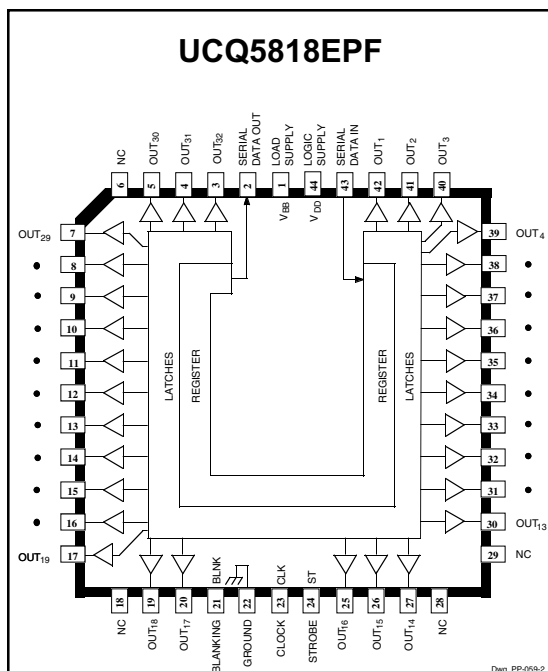 UCQ5818EPF
NC
OUT30
OUT31
OUT32
SERIAL
DATA OUT
LOAD
SUPPLY
LOGIC
SUPPLY
SERIAL
DATA IN
OUT1
OUT2
OUT3
6
5
4
3
2
1
44
43
42
41
40
VBB
VDD
OUT29
7
39
OUT4
8
38
9
37
10
36
11
35
12
34
13
33
14
32
15
31
16
30
OUT13
OUT19
17
29
NC
LATCHES
REGISTER
REGISTER
LATCHES
BLNK
CLK
ST
18
19
20
21
22
23
24
25
26
27
28
NC
OUT18
OUT17
BLANKING
GROUND
CLOCK
STROBE
OUT16
OUT15
OUT14
NC
Dwg. PP-059-2